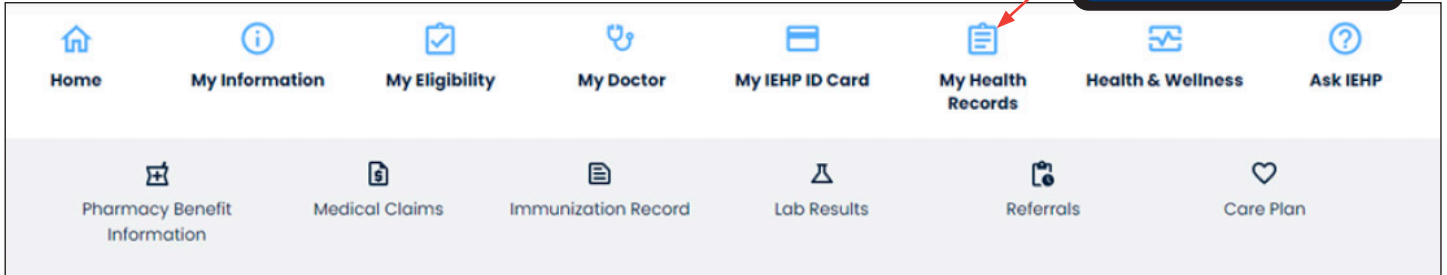 Home My Information My Eligibility My Doctor My IEHP ID Card My Health Records Health & Wellness Ask IEHP
Pharmacy Benefit Information Medical Claims Immunization Record Lab Results Referrals Care Plan